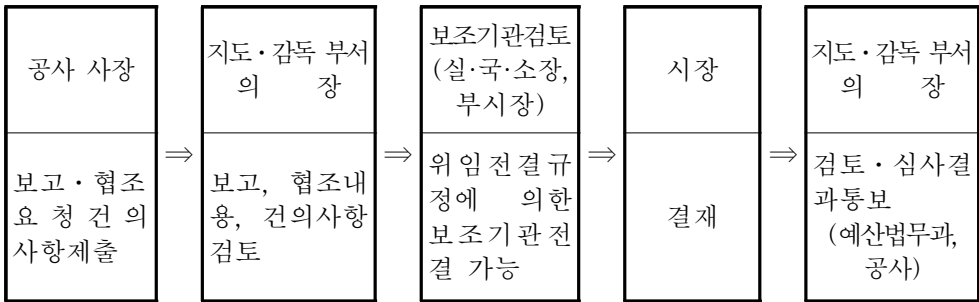 공사 사장
보고·협조
요청건의
사항제출
⇒
지도·감독 부서
의 장
보고, 협조내
용, 건의사항
검토
⇒
보조기관검토
(실·국·소장,
부시장)
위임전결규
정에 의한
보조기관전
결 가능
⇒
시장
결재
⇒
지도·감독 부서
의 장
검토·심사결
과통보
(예산법무과,
공사)